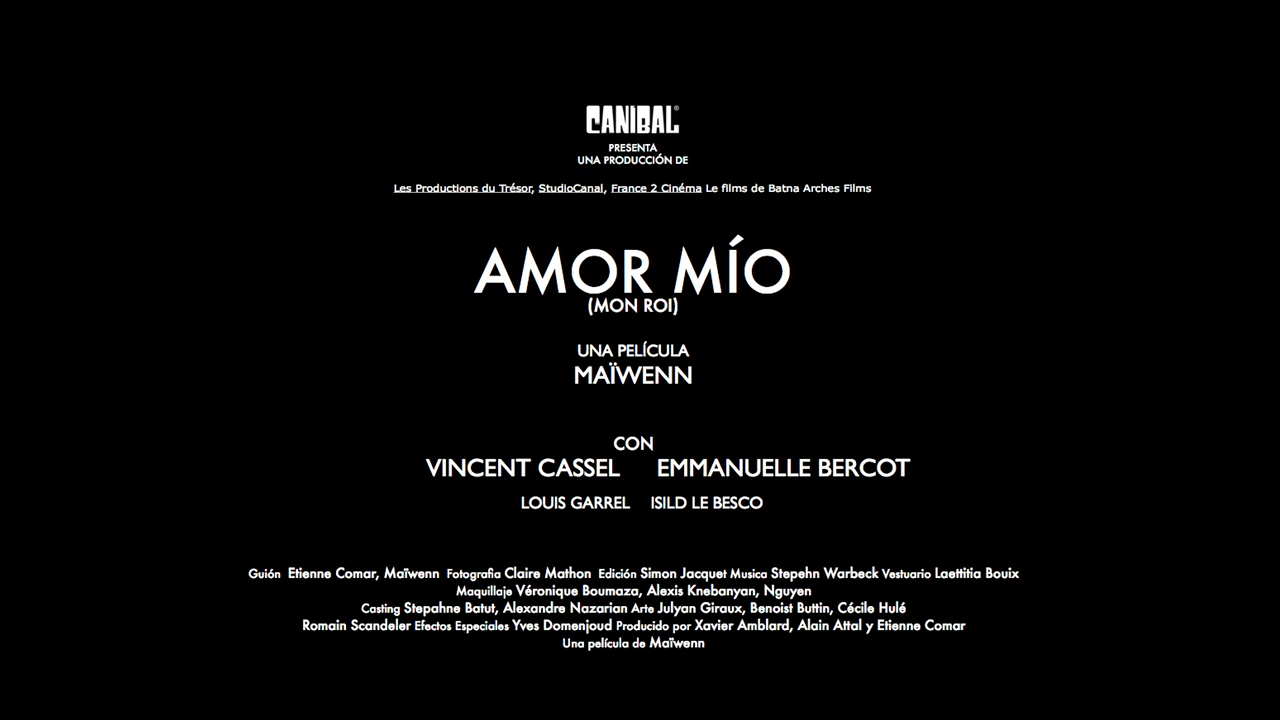 CANÍBAL®
PRESENTA
UNA PRODUCCIÓN DE
Les Productions du Trésor, StudioCanal, France 2 Cinéma Le films de Batna Arches Films
AMOR MÍO
(MON ROI)
UNA PELÍCULA
MAÏWENN
CON
VINCENT CASSEL EMMANUELLE BERCOT
LOUIS GARREL ISILD LE BESCO
Guión Etienne Comar, Maïwenn Fotografia Claire Mathon Edición Simon Jacquet Musica Stepehn Warbeck Vestuario Laettitia Bouix
Maquillaje Véronique Boumaza, Alexis Knebanyan, Nguyen
Casting Stepahne Batut, Alexandre Nazarian Arte Julyan Giraux, Benoist Buttin, Cécile Hulé
Romain Scandeler Efectos Especiales Yves Domenjoud Producido por Xavier Amblard, Alain Attal y Etienne Comar
Una película de Maïwenn